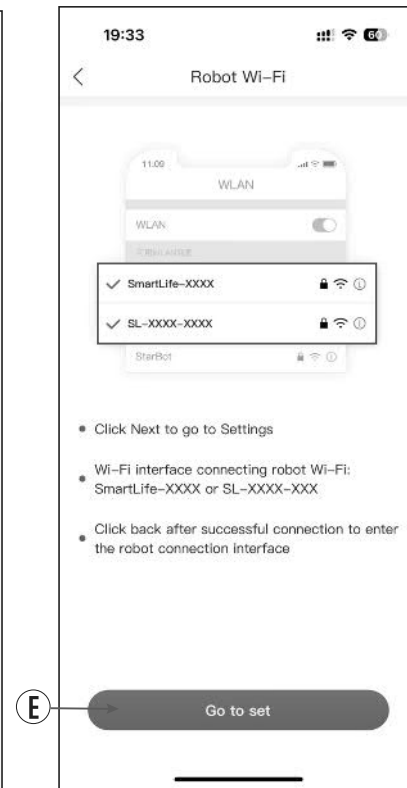 19:33
60
Robot Wi-Fi
11:00
WLAN
WLAN
SmartLife-XXXX
SL-XXXX-XXXX
StarBot
Click Next to go to Settings
Wi-Fi interface connecting robot Wi-Fi:
SmartLife-XXXX or SL-XXXX-XXX
Click back after successful connection to enter
the robot connection interface
E
Go to set